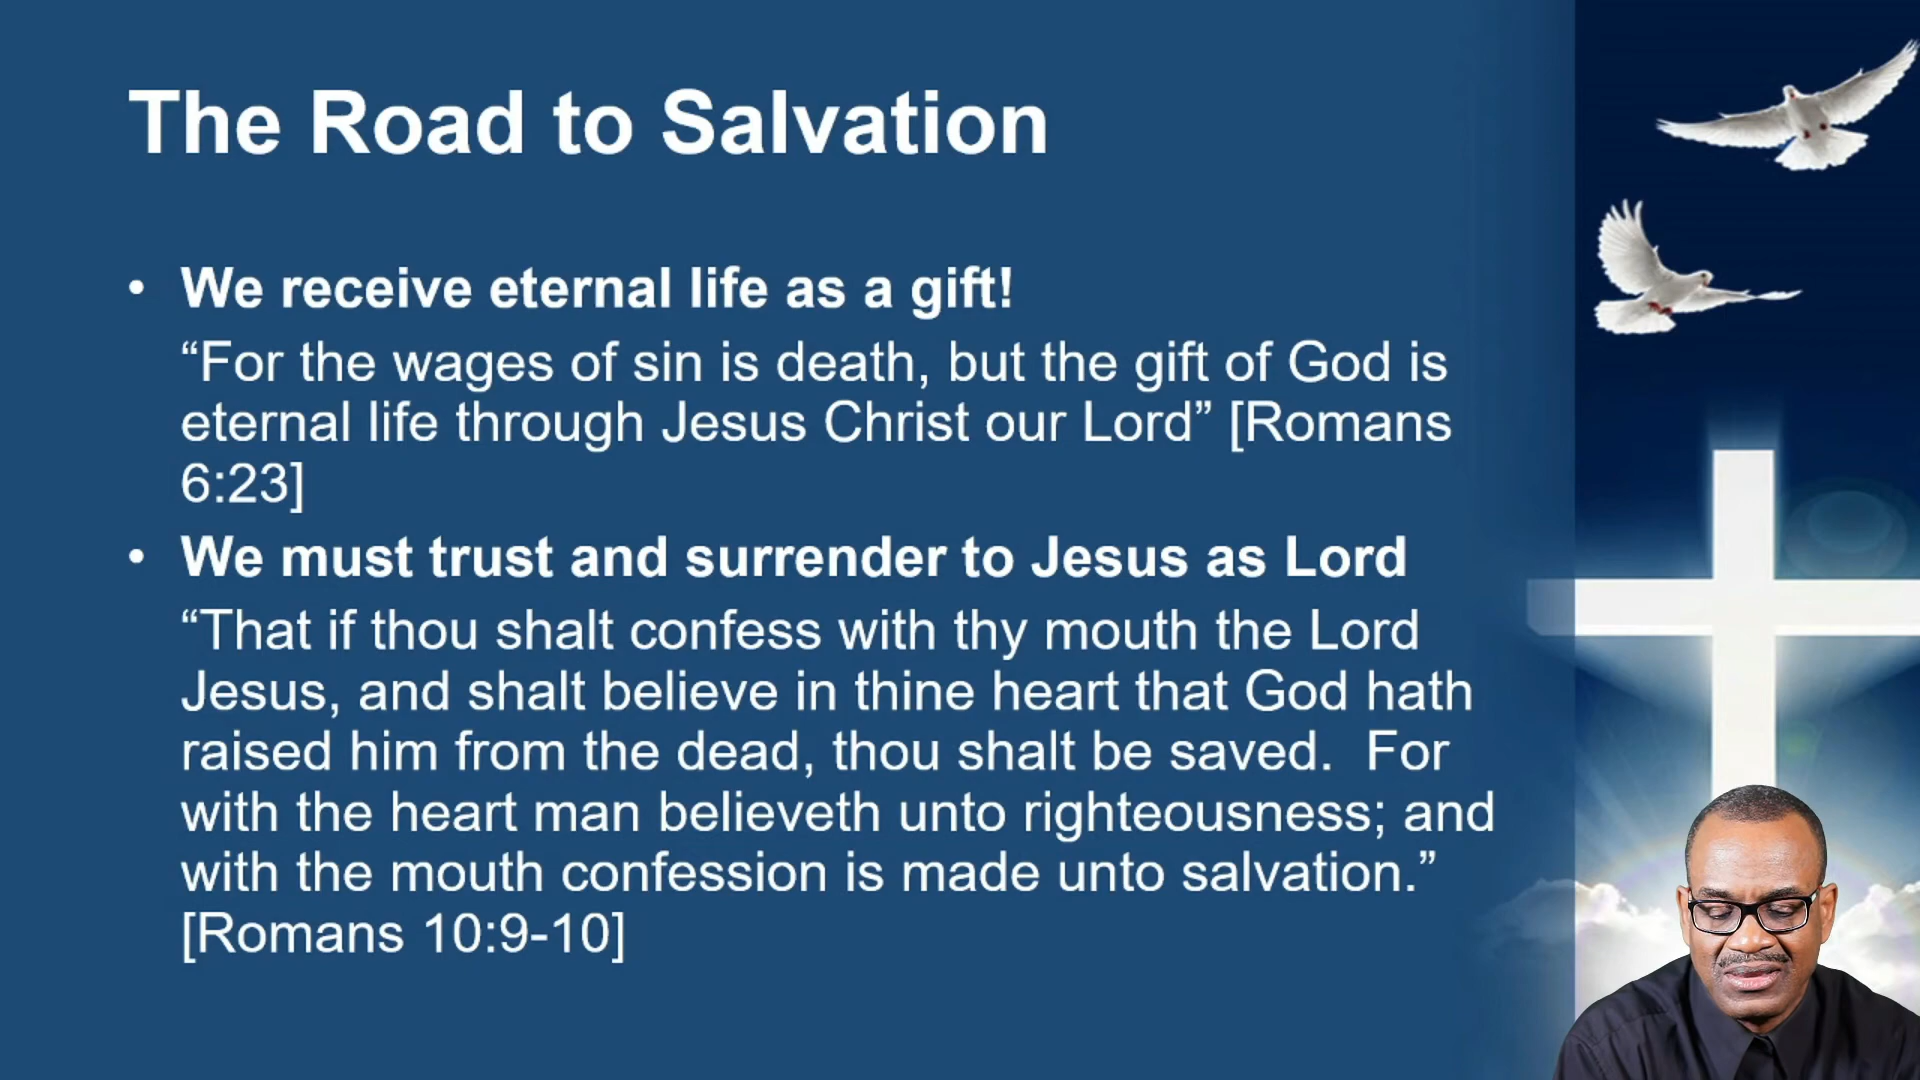 The Road to Salvation
• We receive eternal life as a gift!
“For the wages of sin is death, but the gift of God is
eternal life through Jesus Christ our Lord” [Romans
6:23]
• We must trust and surrender to Jesus as Lord
“That if thou shalt confess with thy mouth the Lord
Jesus, and shalt believe in thine heart that God hath
raised him from the dead, thou shalt be saved.  For
with the heart man believeth unto righteousness; and
with the mouth confession is made unto salvation.”
[Romans 10:9-10]